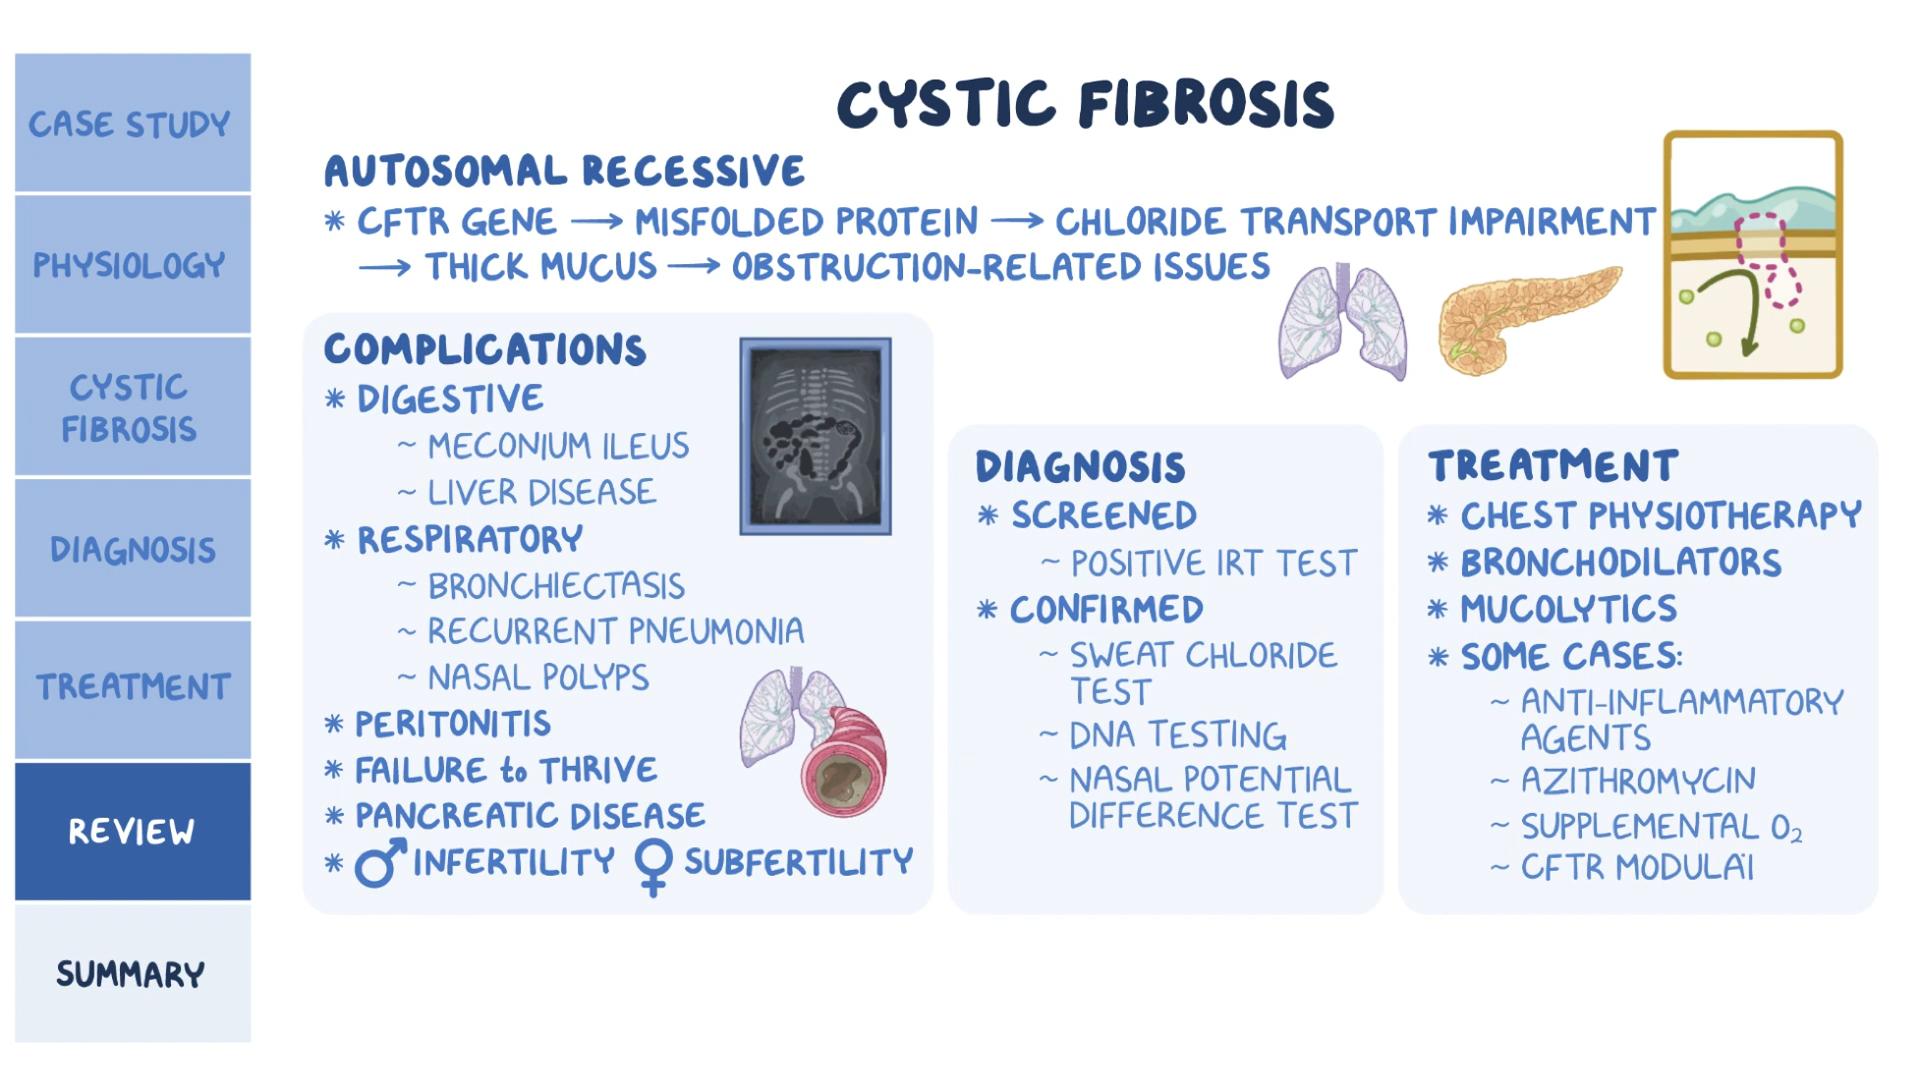 CASE STUDY
PHYSIOLOGY
CYSTIC
FIBROSIS
DIAGNOSIS
TREATMENT
REVIEW
SUMMARY
CYSTIC FIBROSIS
AUTOSOMAL RECESSIVE
* CFTR GENE → MISFOLDED PROTEIN → CHLORIDE TRANSPORT IMPAIRMENT
→ THICK MUCUS → OBSTRUCTION-RELATED ISSUES
COMPLICATIONS
* DIGESTIVE
~ MECONIUM ILEUS
~ LIVER DISEASE
* RESPIRATORY
~ BRONCHIECTASIS
~ RECURRENT PNEUMONIA
~ NASAL POLYPS
* PERITONITIS
* FAILURE to THRIVE
* PANCREATIC DISEASE
* ♂ INFERTILITY ♀ SUBFERTILITY
DIAGNOSIS
* SCREENED
~ POSITIVE IRT TEST
* CONFIRMED
~ SWEAT CHLORIDE
TEST
~ DNA TESTING
~ NASAL POTENTIAL
DIFFERENCE TEST
TREATMENT
* CHEST PHYSIOTHERAPY
* BRONCHODILATORS
* MUCOLYTICS
* SOME CASES:
~ ANTI-INFLAMMATORY
AGENTS
~ AZITHROMYCIN
~ SUPPLEMENTAL O₂
~ CFTR